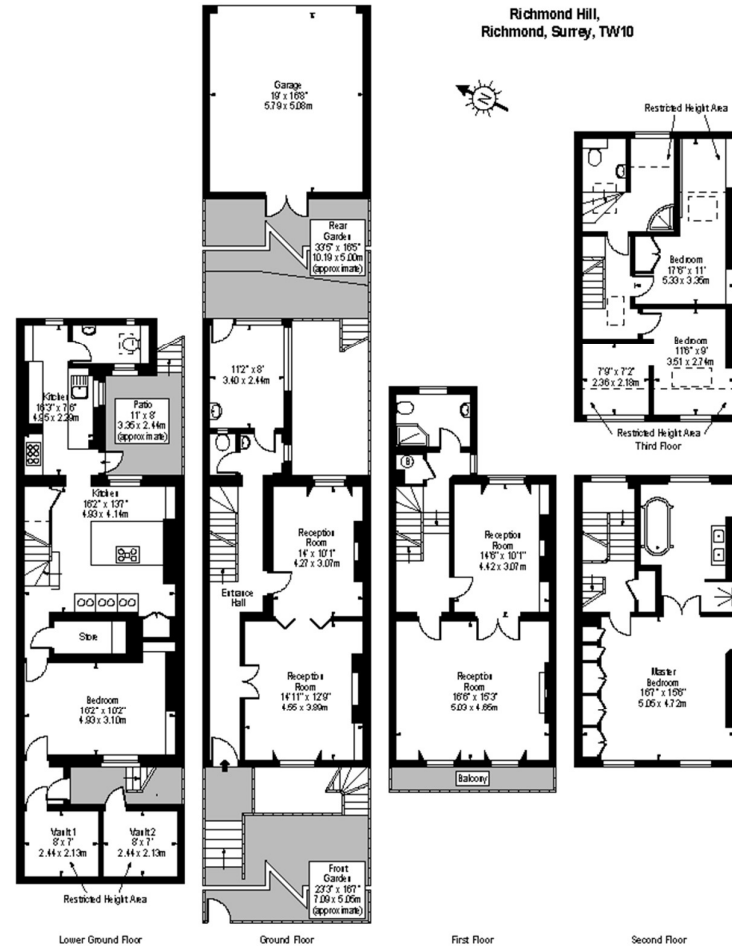 Richmond Hill,
Richmond, Surrey, TW10
N
Garage
19' x 16'8"
5.79 x 5.08m
Restricted Height Area
Rear
Garden
33'5" x 16'5"
10.19 x 5.00m
(approximate)
Bedroom
17'6" x 11'
5.33 x 3.35m
Bedroom
11'6" x 9'
3.51 x 2.74m
7'9" x 7'2"
2.36 x 2.18m
Restricted Height Area
Third Floor
Kitchen
16'3" x 7'6"
4.95 x 2.29m
Patio
11' x 8'
3.35 x 2.44m
(approximate)
11'2" x 8'
3.40 x 2.44m
B
Kitchen
16'2" x 13'7"
4.93 x 4.14m
Store
Bedroom
16'2" x 10'2"
4.93 x 3.10m
Vault 1
8' x 7'
2.44 x 2.13m
Vault 2
8' x 7'
2.44 x 2.13m
Restricted Height Area
Lower Ground Floor
Reception
Room
14' x 10'1"
4.27 x 3.07m
Entrance
Hall
Reception
Room
14'11" x 12'9"
4.55 x 3.89m
Front
Garden
23'3" x 16'7"
7.09 x 5.05m
(approximate)
Ground Floor
Reception
Room
14'6" x 10'1"
4.42 x 3.07m
Reception
Room
16'6" x 15'3"
5.03 x 4.65m
Balcony
First Floor
Master
Bedroom
16'7" x 15'6"
5.05 x 4.72m
Second Floor